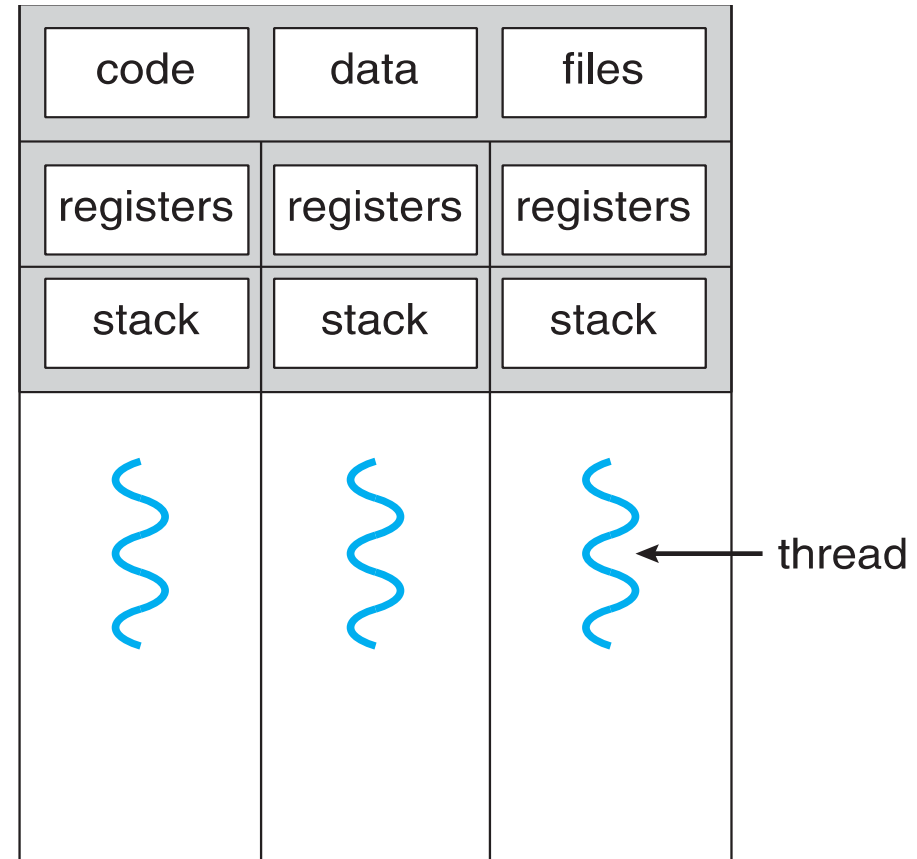 code data files
registers registers registers
stack stack stack
thread